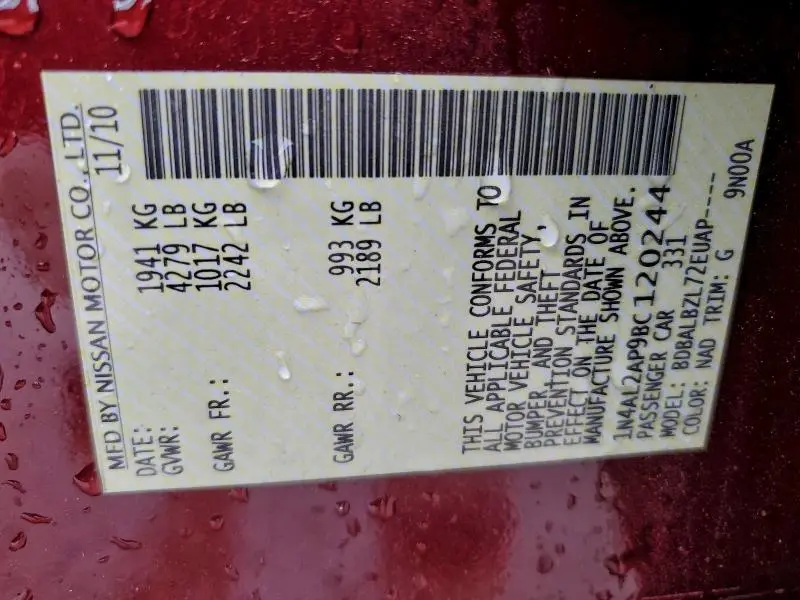 MFD BY NISSAN MOTOR CO., LTD.
DATE: 11/10
GVWR: 1941 KG
4279 LB
GAWR FR.: 1017 KG
2242 LB
GAWR RR.: 993 KG
2189 LB
THIS VEHICLE CONFORMS TO
ALL APPLICABLE FEDERAL
MOTOR VEHICLE SAFETY,
BUMPER, AND THEFT
PREVENTION STANDARDS IN
EFFECT ON THE DATE OF
MANUFACTURE SHOWN ABOVE.
1N4AL2AP9BC120244
PASSENGER CAR 331
MODEL: BDBALBZL72EUAP----
COLOR: NAD TRIM: G 9N00A